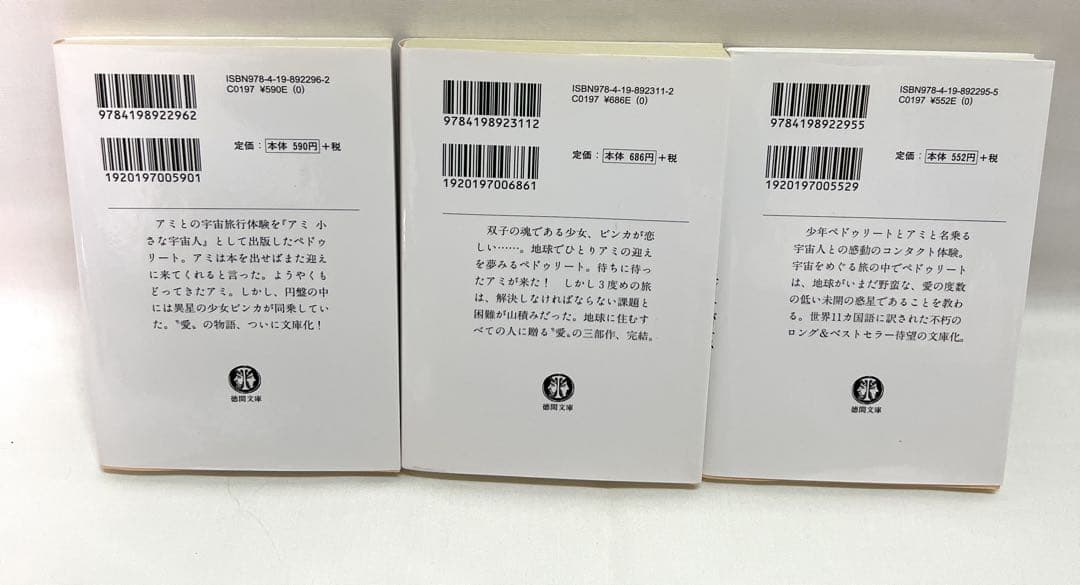 ISBN978-4-19-892296-2
C0197 ¥590E (0)
9784198922962
定価： 本体 590円 +税
1920197005901
アミとの宇宙旅行体験を『アミ 小
さな宇宙人』として出版したペドゥ
リート。アミは本を出せばまた迎え
に来てくれると言った。ようやくも
どってきたアミ。しかし、円盤の中
には異星の少女ビンカが同乗してい
た。〝愛〟の物語、ついに文庫化！
徳間文庫
ISBN978-4-19-892311-2
C0197 ¥686E (0)
9784198923112
定価： 本体 686円 +税
1920197006861
双子の魂である少女、ビンカが恋
しい……。地球でひとりアミの迎え
を夢みるペドゥリート。待ちに待っ
たアミが来た！ しかし３度めの旅
は、解決しなければならない課題と
困難が山積みだった。地球に住むす
べての人に贈る〝愛〟の三部作、完結。
徳間文庫
ISBN978-4-19-892295-5
C0197 ¥552E (0)
9784198922955
定価： 本体 552円 +税
1920197005529
少年ペドゥリートとアミと名乗る
宇宙人との感動のコンタクト体験。
宇宙をめぐる旅の中でペドゥリート
は、地球がいまだ野蛮な、愛の度数
の低い未開の惑星であることを教わ
る。世界11カ国語に訳された不朽の
ロング＆ベストセラー待望の文庫化。
徳間文庫